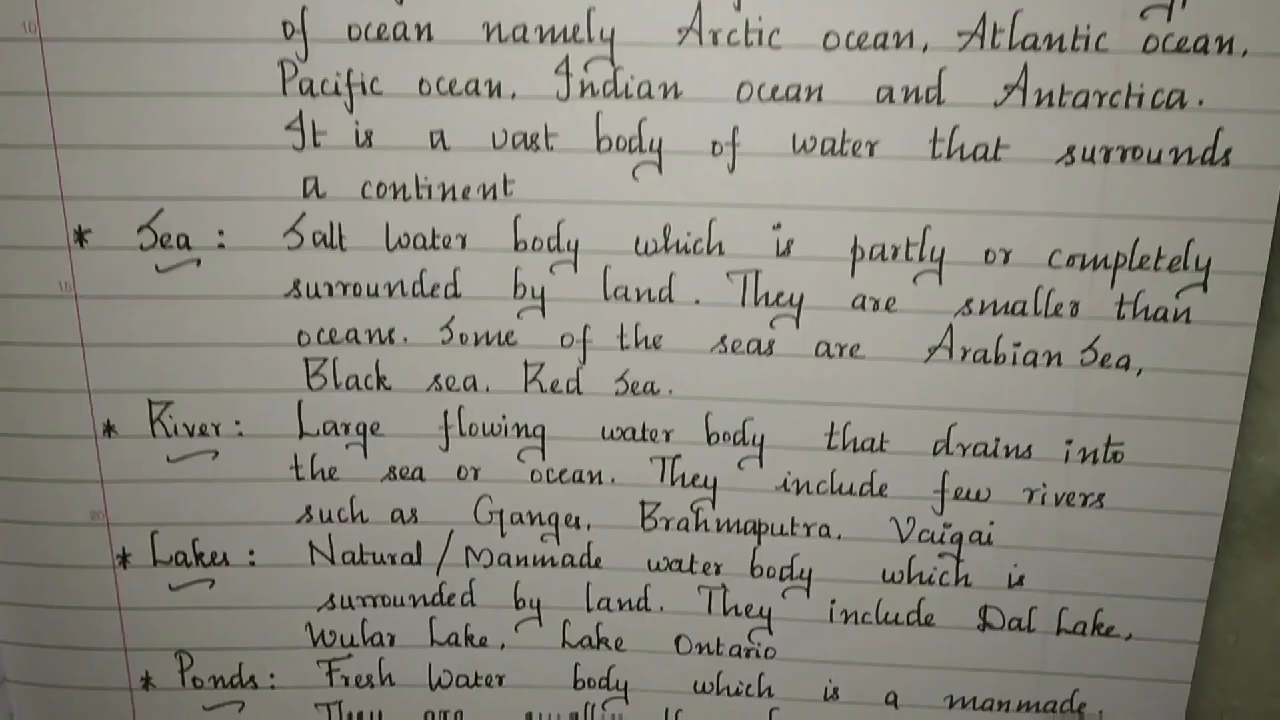 10
of ocean namely Arctic ocean, Atlantic ocean,
Pacific ocean, Indian ocean and Antarctica.
It is a vast body of water that surrounds
a continent
* Sea: Salt water body which is partly or completely
15
surrounded by land. They are smaller than
oceans. Some of the seas are Arabian Sea,
Black sea. Red Sea.
* River: Large flowing water body that drains into
the sea or ocean. They include few rivers
20
such as Ganges, Brahmaputra, Vaigai
* Lakes: Natural/Manmade water body which is
surrounded by land. They include Dal Lake,
Wular Lake, Lake Ontario
* Ponds: Fresh Water body which is a manmade.
They are